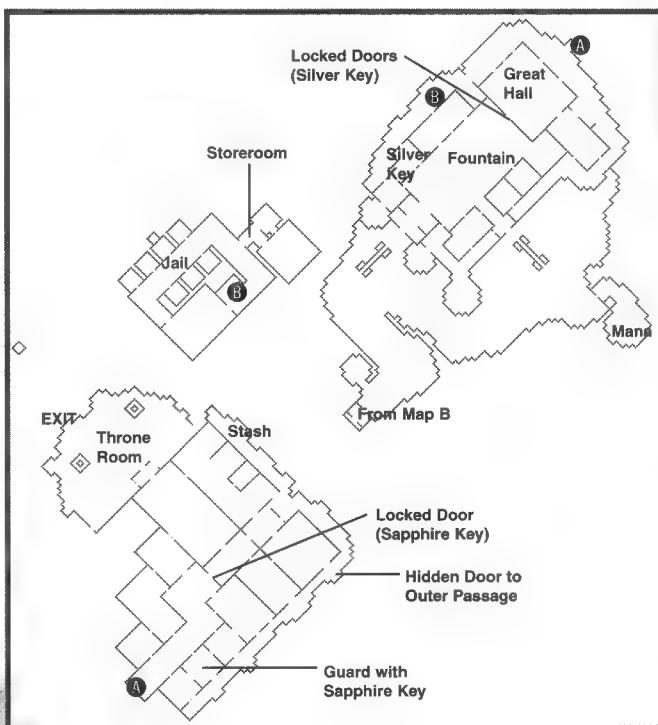 A
Locked Doors
(Silver Key)
Great
Hall
B
Storeroom
Silver
Key
Fountain
Jail
B
Mana
From Map B
EXIT
Throne
Room
Stash
Locked Door
(Sapphire Key)
Hidden Door to
Outer Passage
Guard with
Sapphire Key
A